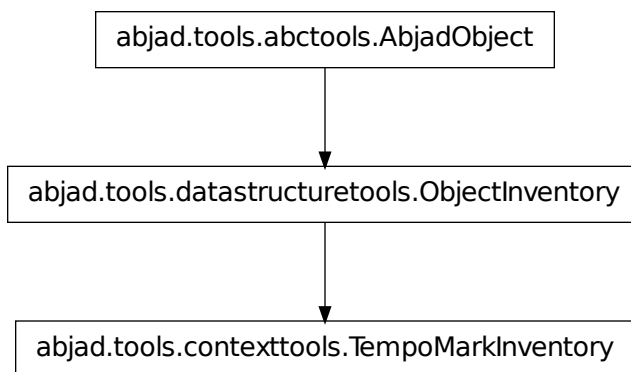 abjad.tools.abctools.AbjadObject
abjad.tools.datastructuretools.ObjectInventory
abjad.tools.contexttools.TempoMarkInventory